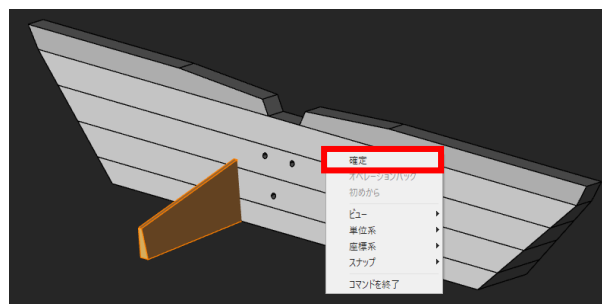 確定
オペレーションバック
初めから
ビュー
単位系
座標系
スナップ
コマンドを終了